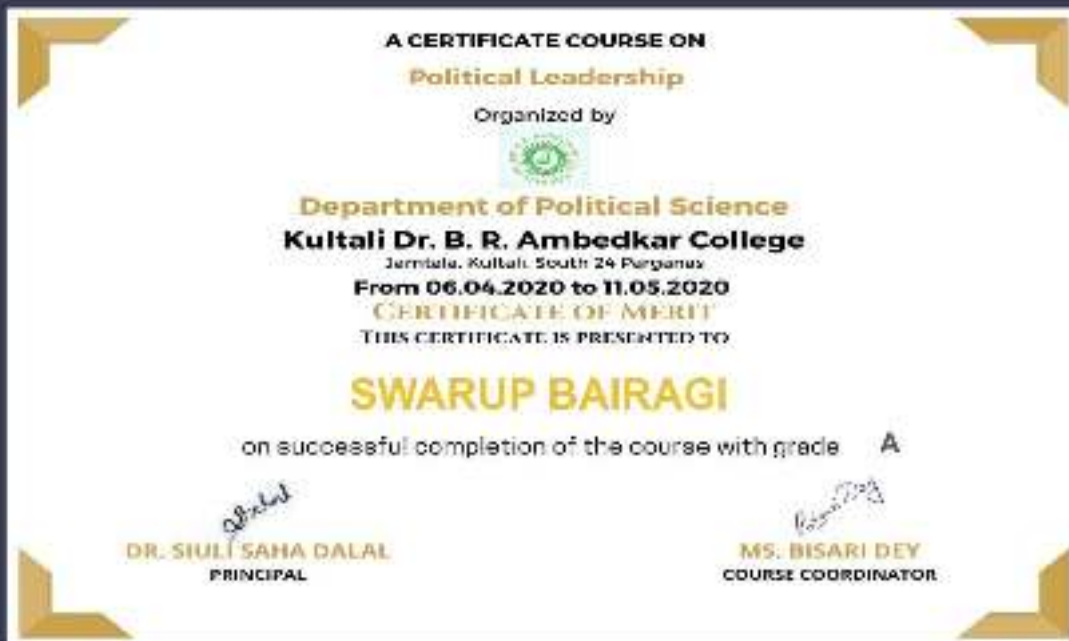 A CERTIFICATE COURSE ON
Political Leadership
Organized by
Department of Political Science
Kultali Dr. B. R. Ambedkar College
Jamtala, Kultali, South 24 Parganas
From 06.04.2020 to 11.05.2020
CERTIFICATE OF MERIT
THIS CERTIFICATE IS PRESENTED TO
SWARUP BAIRAGI
on successful completion of the course with grade A
DR. SIULI SAHA DALAL
MS. BISARI DEY
PRINCIPAL
COURSE COORDINATOR